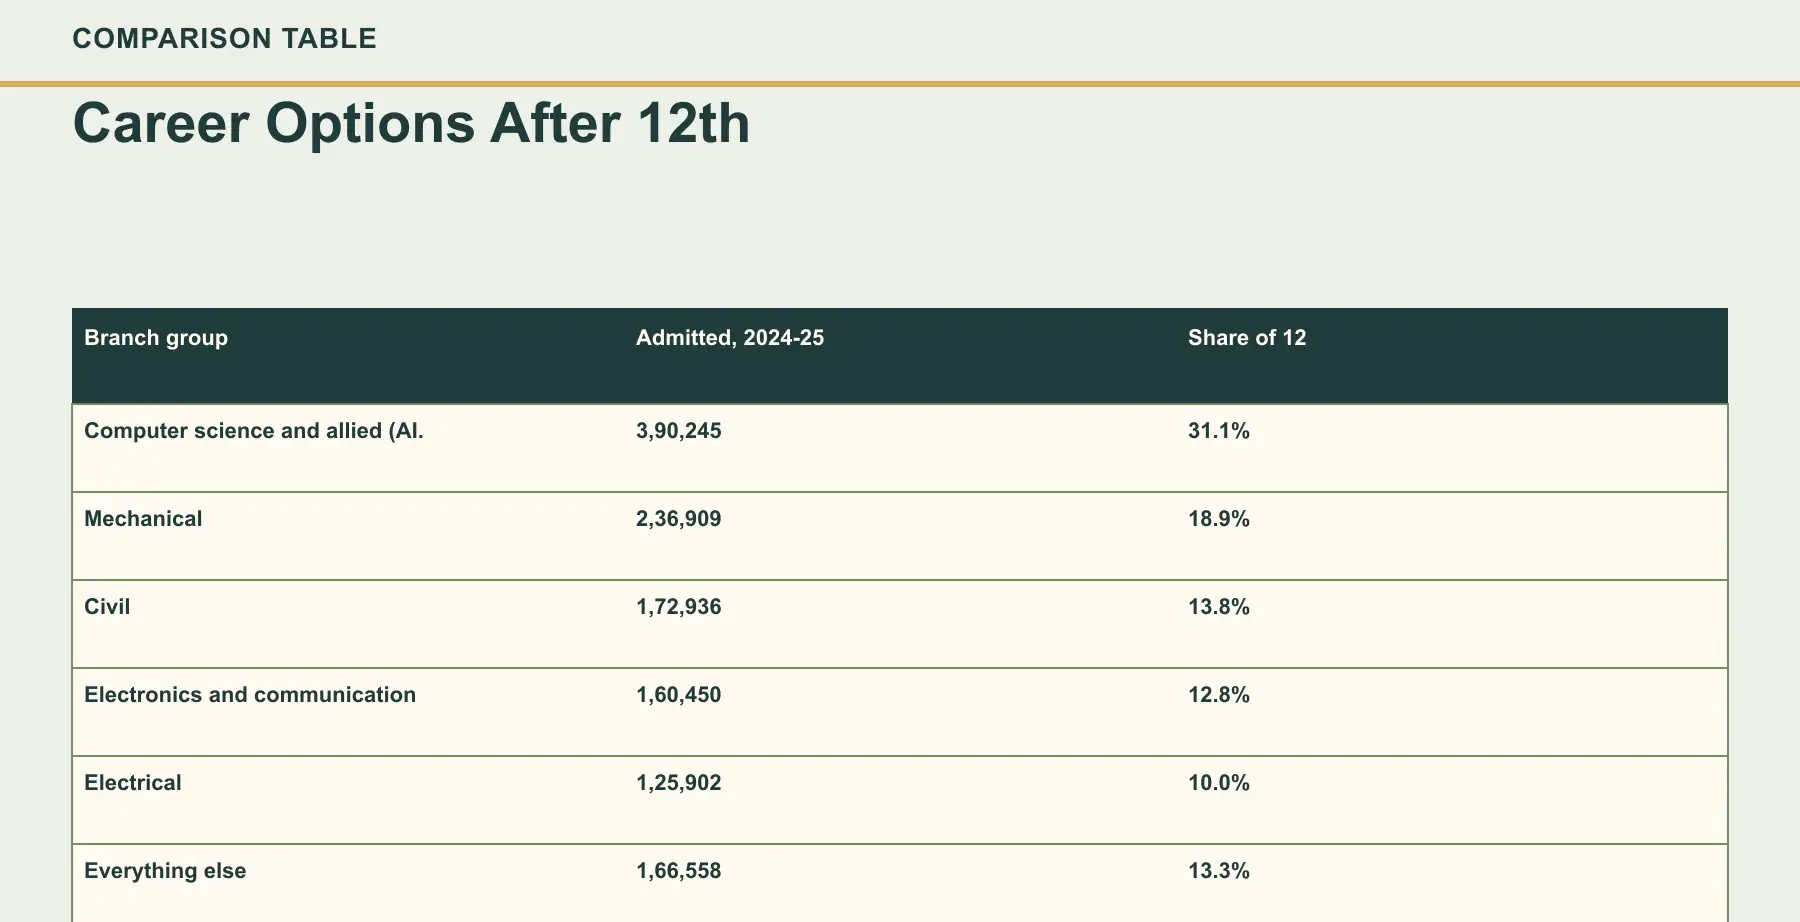 COMPARISON TABLE
Career Options After 12th
Branch group Admitted, 2024-25 Share of 12
Computer science and allied (AI. 3,90,245 31.1%
Mechanical 2,36,909 18.9%
Civil 1,72,936 13.8%
Electronics and communication 1,60,450 12.8%
Electrical 1,25,902 10.0%
Everything else 1,66,558 13.3%